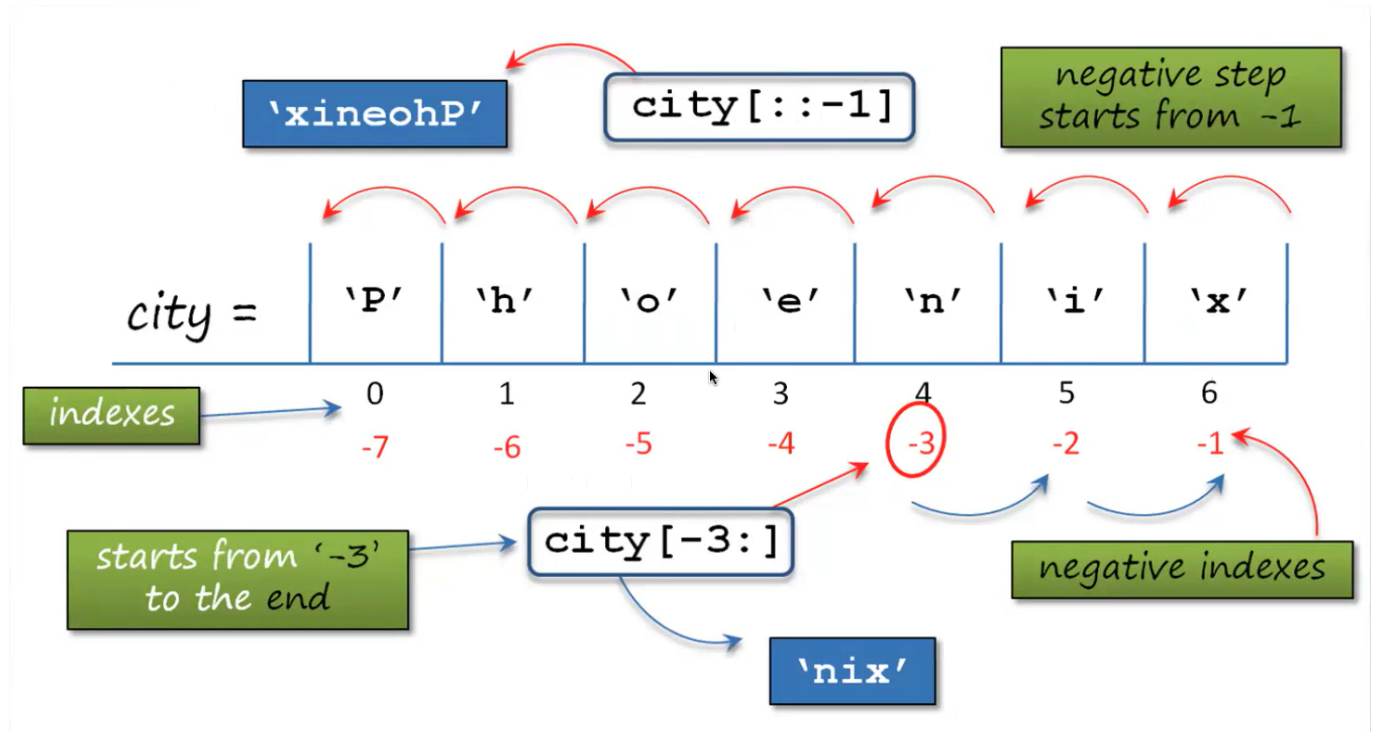 ‘xineohP’
city[::-1]
negative step
starts from -1
city =
‘P’ ‘h’ ‘o’ ‘e’ ‘n’ ‘i’ ‘x’
indexes
0 1 2 3 4 5 6
-7 -6 -5 -4 -3 -2 -1
starts from ‘-3’
to the end
city[-3:]
negative indexes
‘nix’